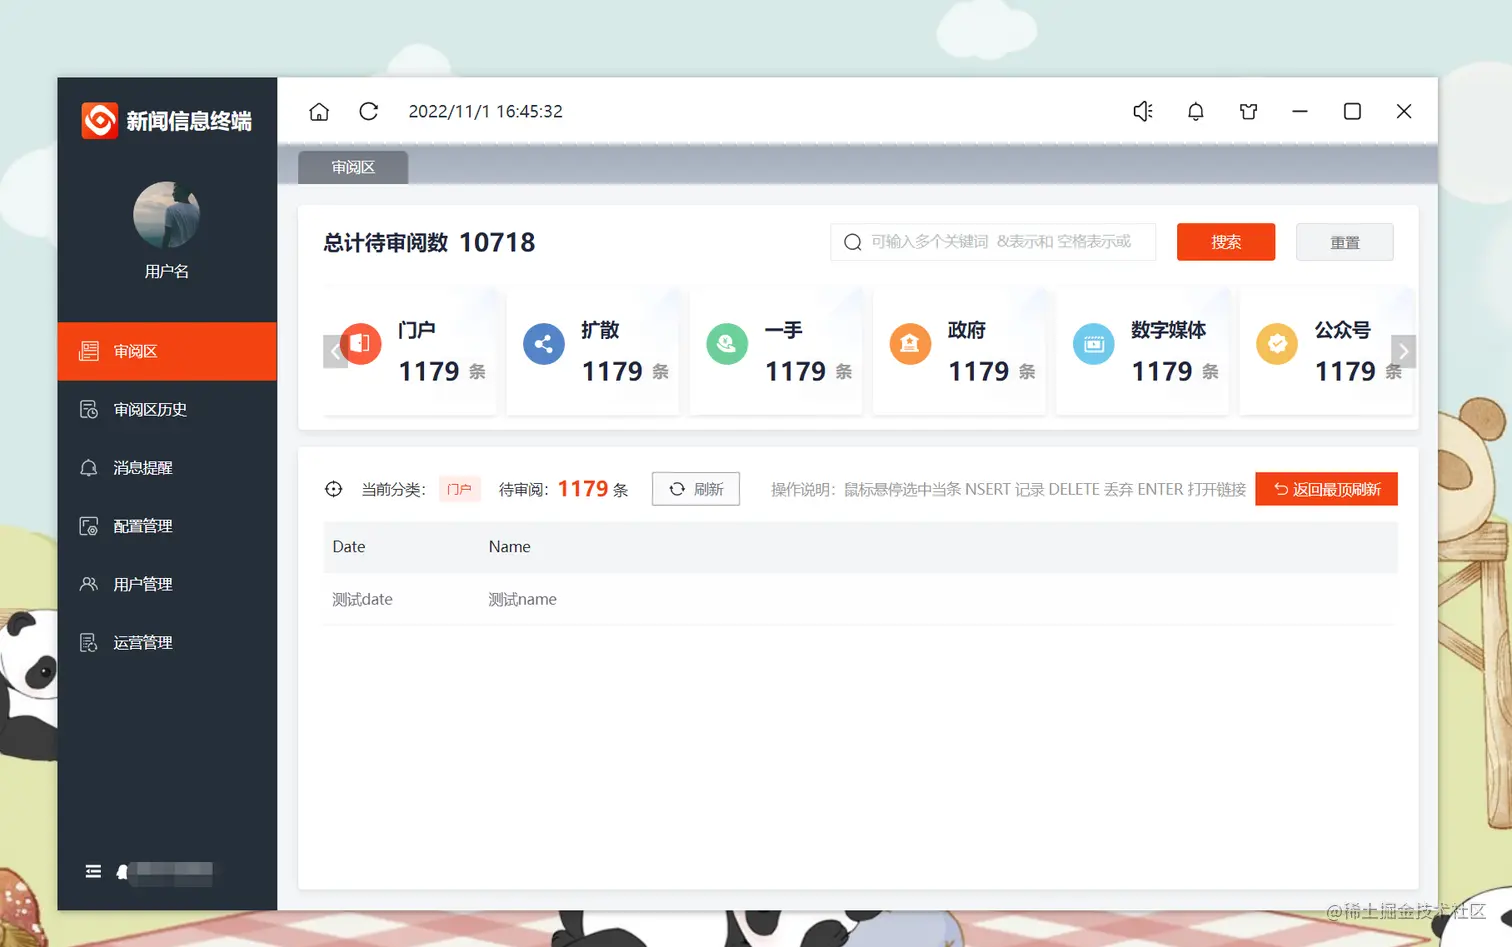 新闻信息终端
2022/11/1 16:45:32
用户名
审阅区
审阅区历史
消息提醒
配置管理
用户管理
运营管理
审阅区
总计待审阅数 10718
可输入多个关键词 &表示和 空格表示或
搜索
重置
门户
1179 条
扩散
1179 条
一手
1179 条
政府
1179 条
数字媒体
1179 条
公众号
1179 条
当前分类: 门户 待审阅: 1179 条 刷新 操作说明: 鼠标悬停选中当条 NSERT 记录 DELETE 丢弃 ENTER 打开链接 返回最顶刷新
Date Name
测试date 测试name
@稀土掘金技术社区